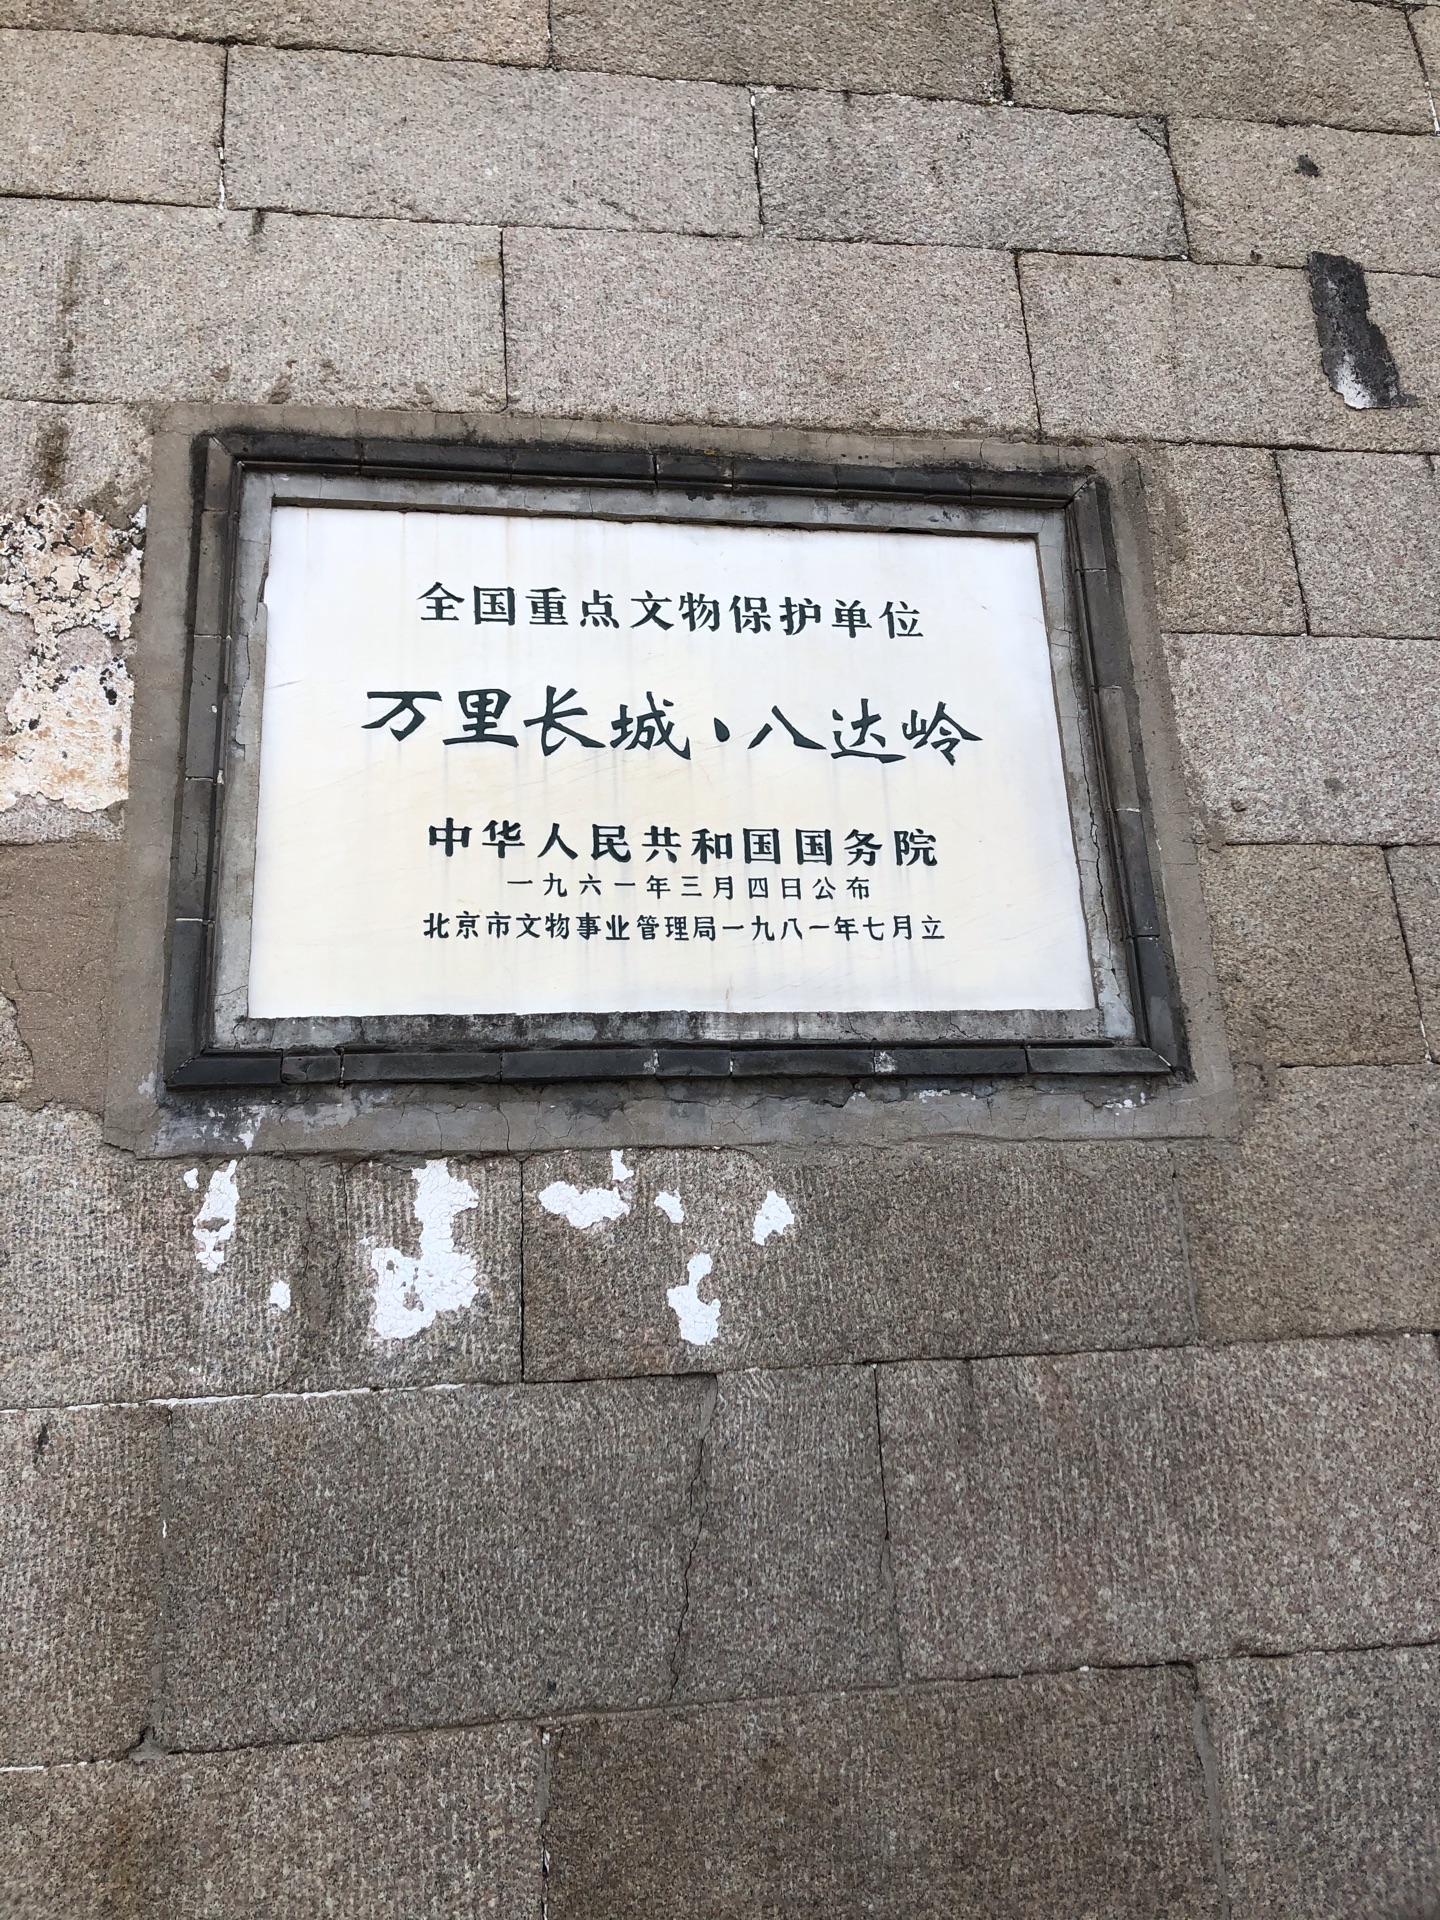 全国重点文物保护单位
万里长城、八达岭
中华人民共和国国务院
一九六一年三月四日公布
北京市文物事业管理局一九八一年七月立